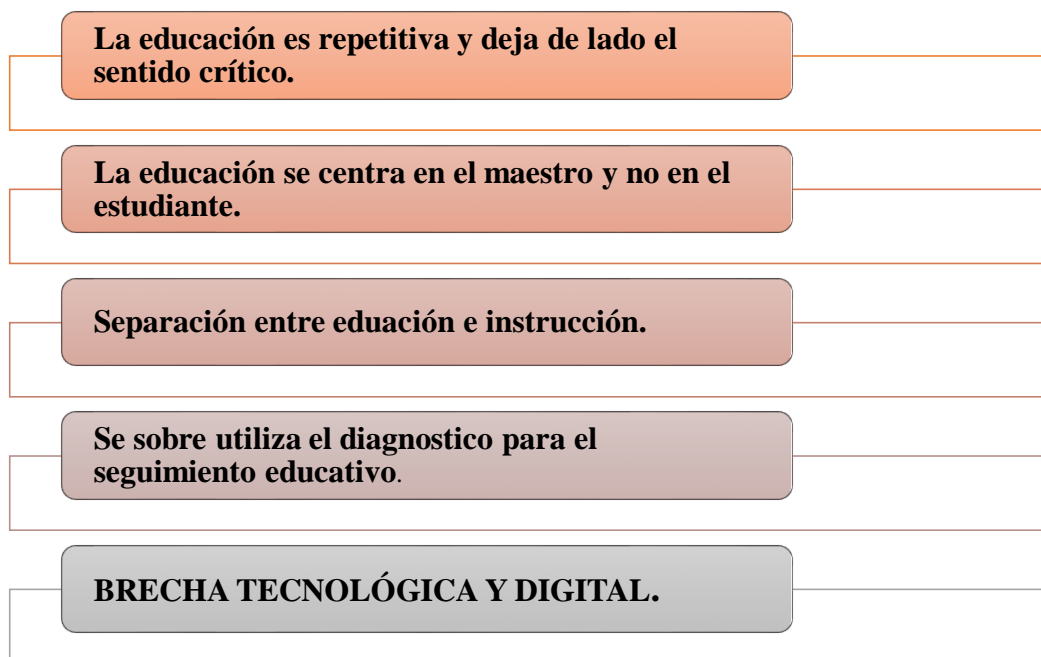 La educación es repetitiva y deja de lado el
sentido crítico.
La educación se centra en el maestro y no en el
estudiante.
Separación entre eduación e instrucción.
Se sobre utiliza el diagnostico para el
seguimiento educativo.
BRECHA TECNOLÓGICA Y DIGITAL.